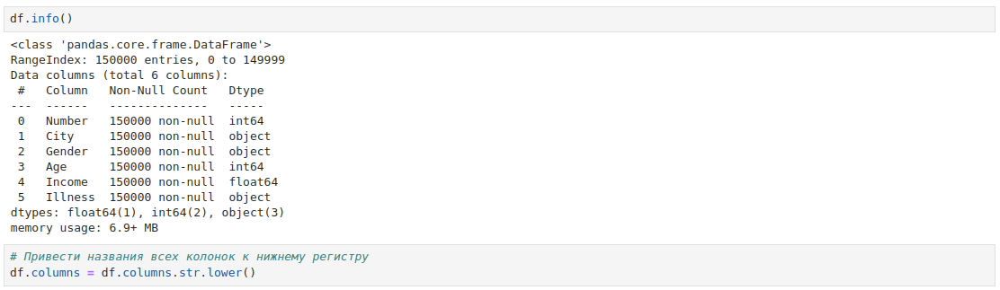 df.info()
<class 'pandas.core.frame.DataFrame'>
RangeIndex: 150000 entries, 0 to 149999
Data columns (total 6 columns):
 #   Column   Non-Null Count   Dtype
---  ------   --------------   -----
 0   Number   150000 non-null  int64
 1   City     150000 non-null  object
 2   Gender   150000 non-null  object
 3   Age      150000 non-null  int64
 4   Income   150000 non-null  float64
 5   Illness  150000 non-null  object
dtypes: float64(1), int64(2), object(3)
memory usage: 6.9+ MB
# Привести названия всех колонок к нижнему регистру
df.columns = df.columns.str.lower()